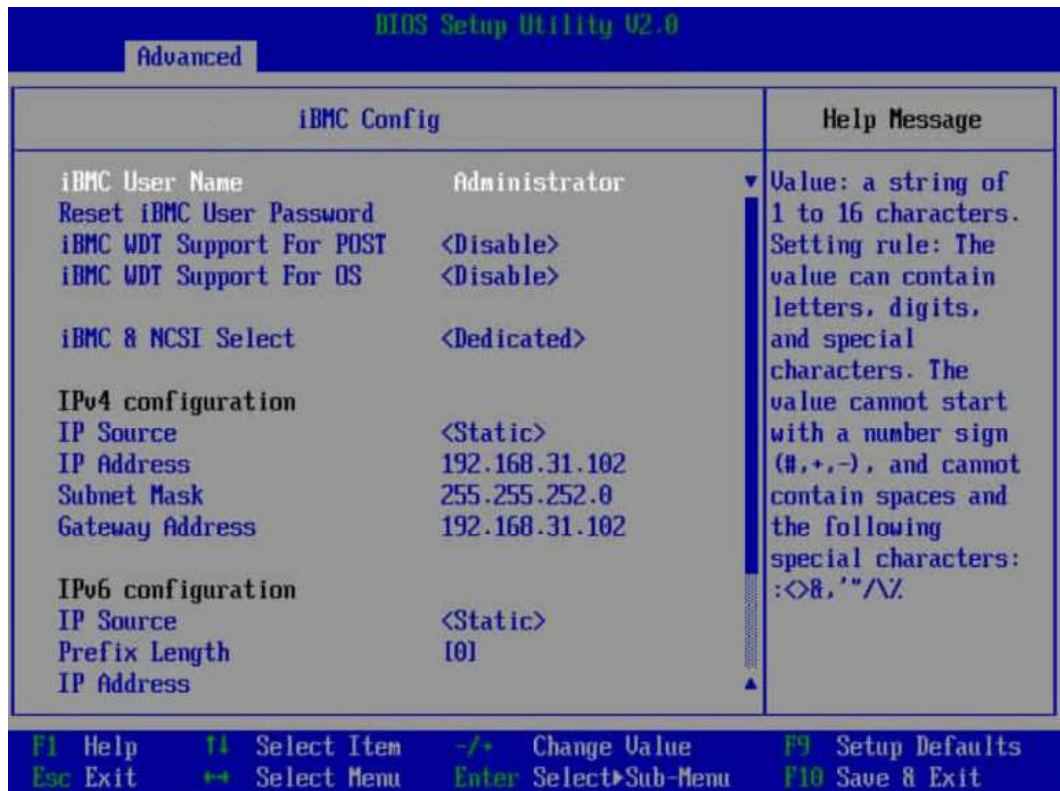 BIOS Setup Utility V2.0
Advanced
iBMC Config
iBMC User Name Administrator
Reset iBMC User Password
iBMC WDT Support For POST <Disable>
iBMC WDT Support For OS <Disable>
iBMC & NCSI Select <Dedicated>
IPv4 configuration
IP Source <Static>
IP Address 192.168.31.102
Subnet Mask 255.255.252.0
Gateway Address 192.168.31.102
IPv6 configuration
IP Source <Static>
Prefix Length [0]
IP Address
Help Message
Value: a string of
1 to 16 characters.
Setting rule: The
value can contain
letters, digits,
and special
characters. The
value cannot start
with a number sign
(#,+,-), and cannot
contain spaces and
the following
special characters:
:<>&,'"/\%
F1 Help ↑↓ Select Item -/+ Change Value F9 Setup Defaults
Esc Exit ←→ Select Menu Enter Select▶Sub-Menu F10 Save & Exit